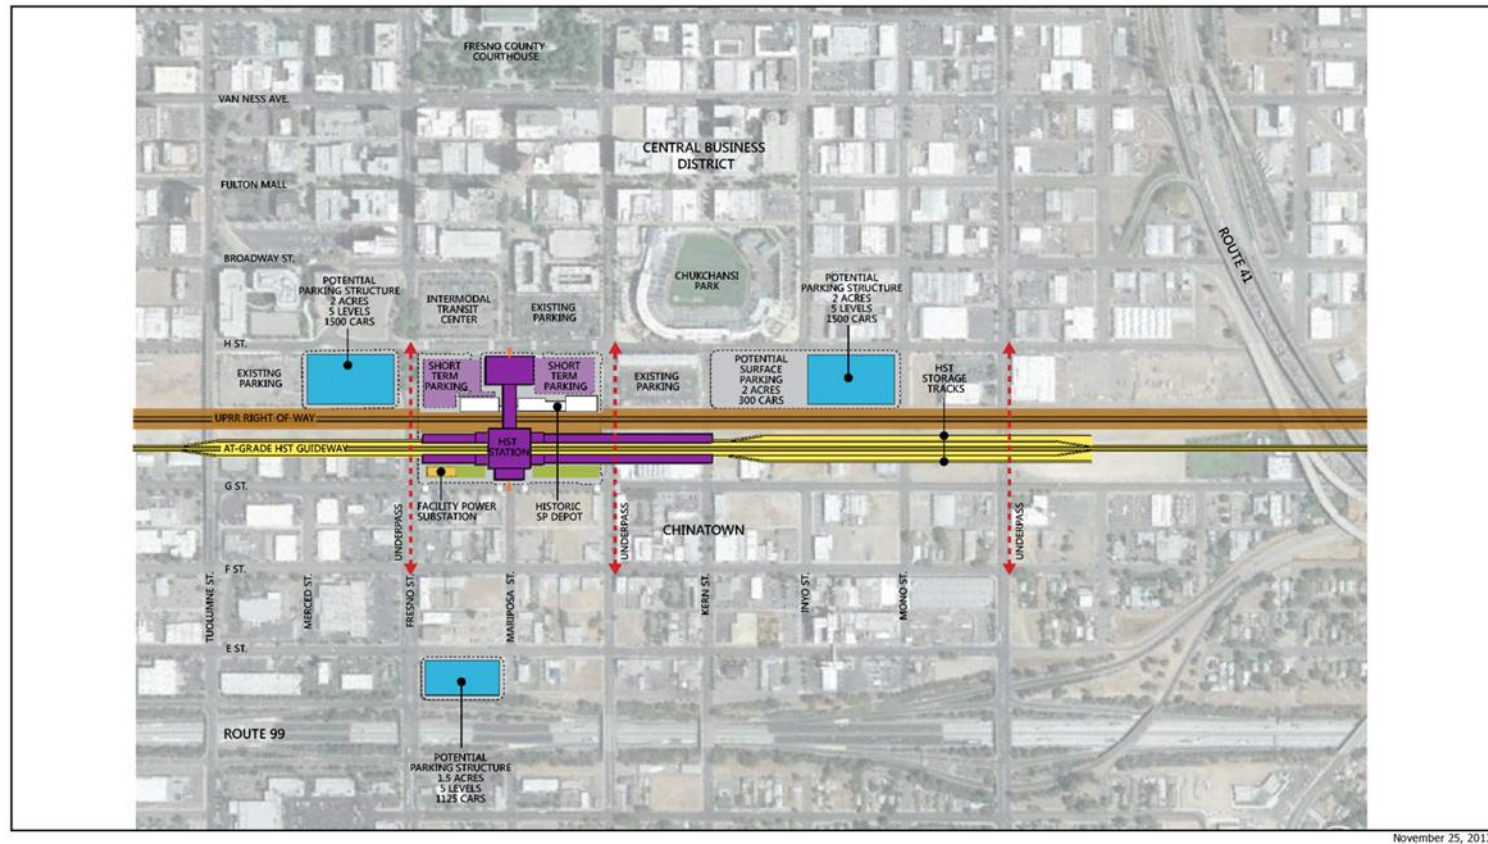 FRESNO COUNTY
COURTHOUSE
VAN NESS AVE.
CENTRAL BUSINESS
DISTRICT
FULTON MALL
ROUTE 41
BROADWAY ST.
POTENTIAL
PARKING STRUCTURE
2 ACRES
5 LEVELS
1500 CARS
INTERMODAL
TRANSIT
CENTER
EXISTING
PARKING
CHUKCHANSI
PARK
POTENTIAL
PARKING STRUCTURE
2 ACRES
5 LEVELS
1500 CARS
H ST.
EXISTING
PARKING
SHORT
TERM
PARKING
SHORT
TERM
PARKING
EXISTING
PARKING
POTENTIAL
SURFACE
PARKING
2 ACRES
300 CARS
HST
STORAGE
TRACKS
UPRR RIGHT-OF-WAY
AT-GRADE HST GUIDEWAY
HST
STATION
G ST.
FACILITY POWER
SUBSTATION
HISTORIC
SP DEPOT
UNDERPASS
UNDERPASS
UNDERPASS
CHINATOWN
F ST.
TUOLUMNE ST.
MERCED ST.
FRESNO ST.
MARIPOSA ST.
KERN ST.
INYO ST.
MONO ST.
E ST.
ROUTE 99
POTENTIAL
PARKING STRUCTURE
1.5 ACRES
5 LEVELS
1125 CARS